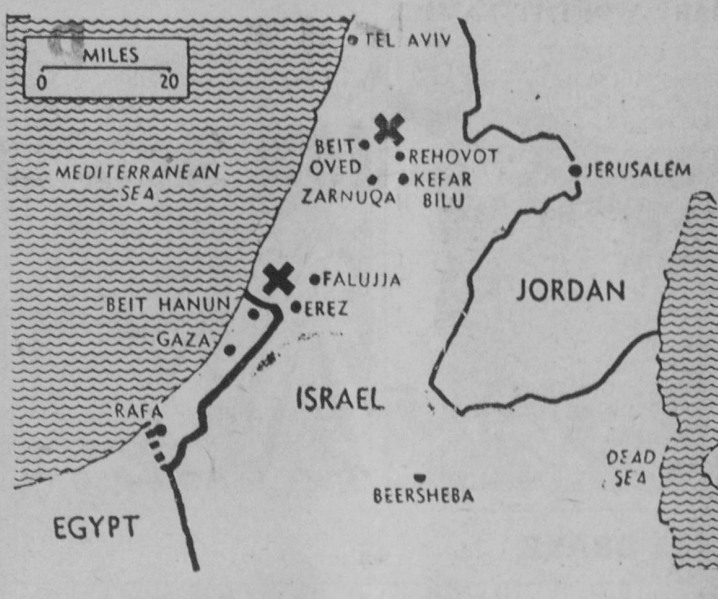 TEL AVIV
MILES
0 20
BEIT
OVED
REHOVOT
ZARNUQA
KEFAR
BILU
JERUSALEM
MEDITERRANEAN
SEA
FALUJJA
JORDAN
BEIT HANUN
EREZ
GAZA
ISRAEL
RAFA
DEAD
SEA
BEERSHEBA
EGYPT